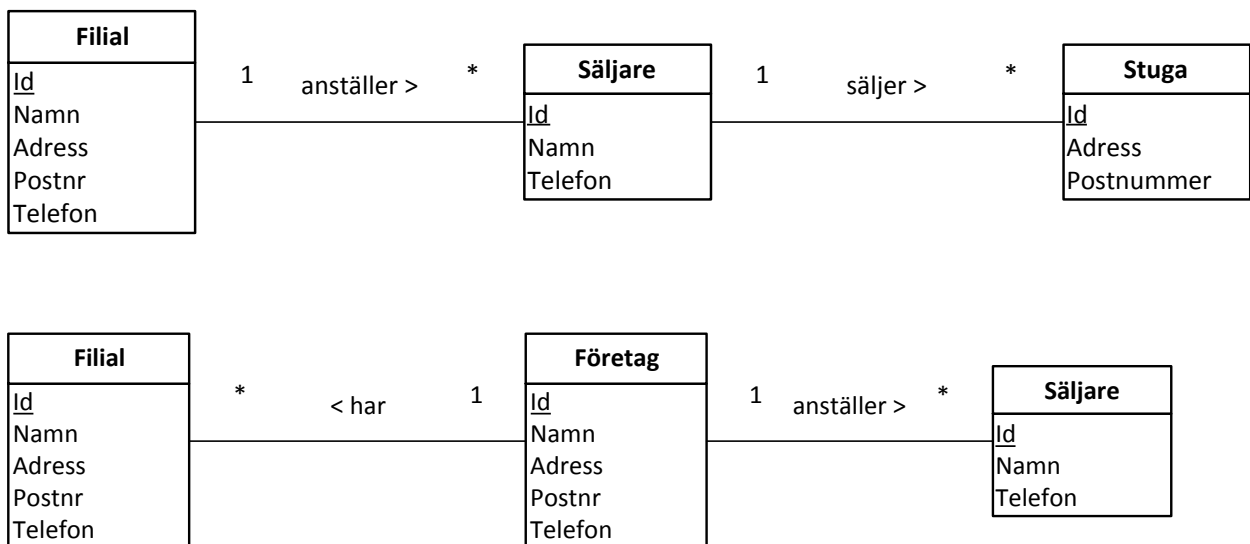 Filial
Id
Namn
Adress
Postnr
Telefon
1 anställer > *
Säljare
Id
Namn
Telefon
1 säljer > *
Stuga
Id
Adress
Postnummer
Filial
Id
Namn
Adress
Postnr
Telefon
* < har 1
Företag
Id
Namn
Adress
Postnr
Telefon
1 anställer > *
Säljare
Id
Namn
Telefon